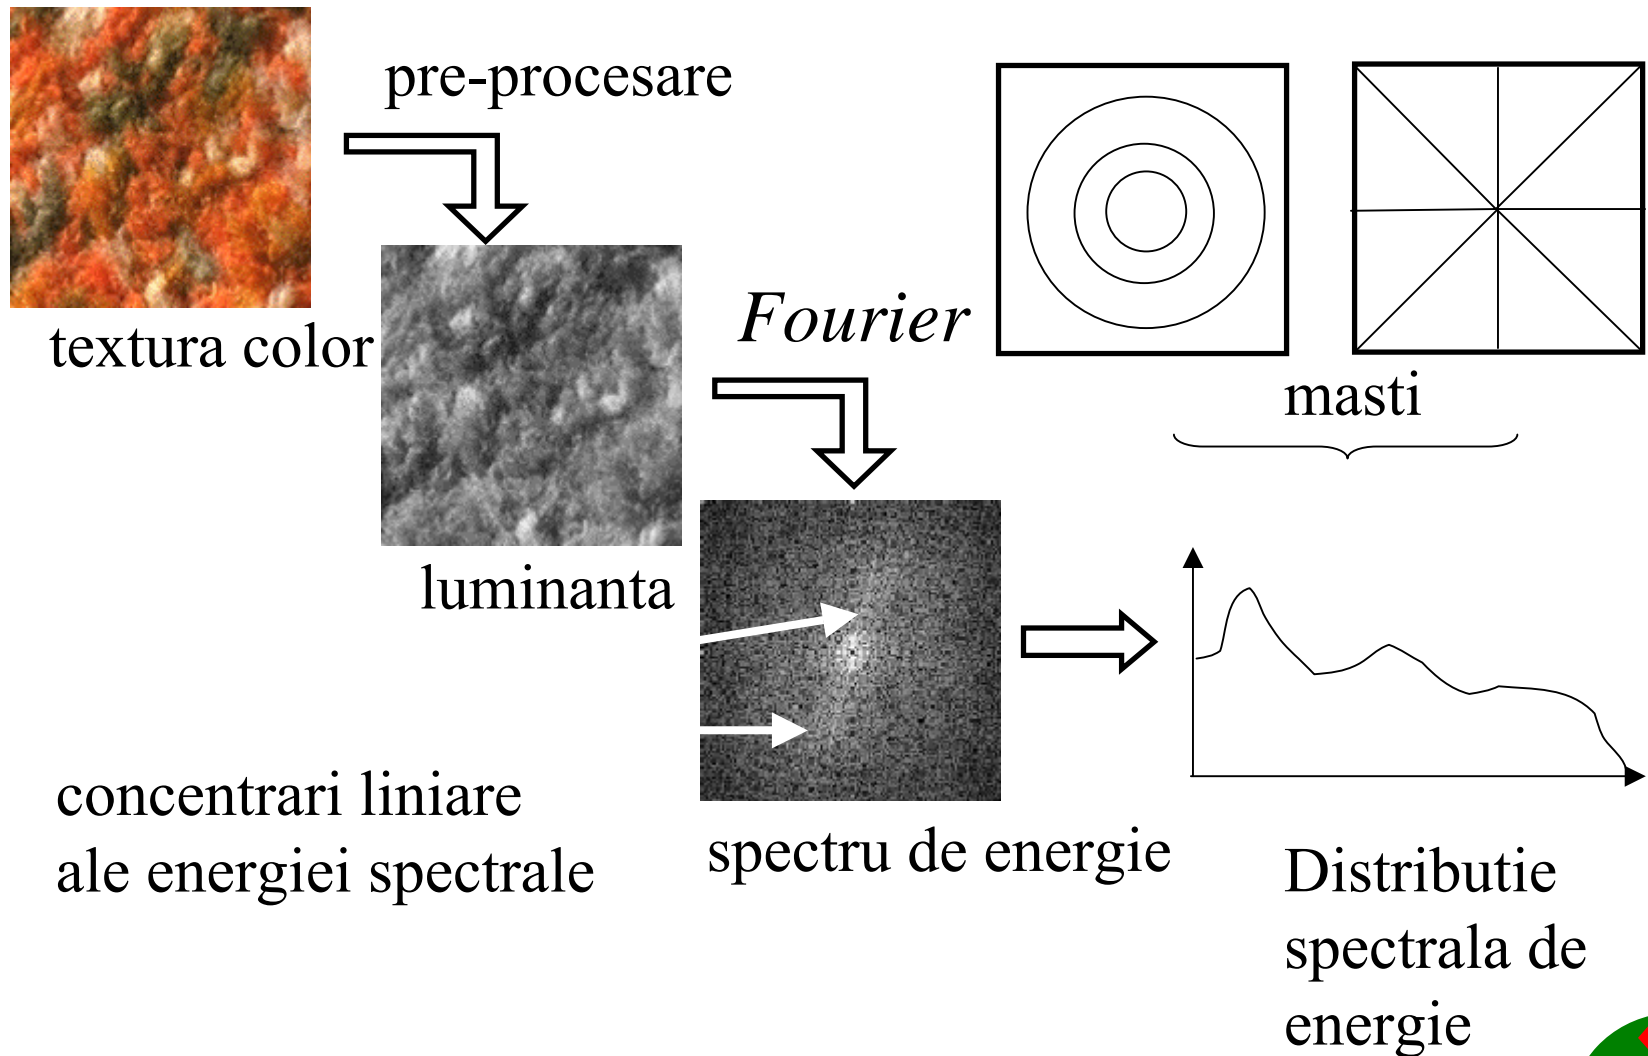 pre-procesare
textura color
Fourier
masti
luminanta
concentrari liniare
ale energiei spectrale
spectru de energie
Distributie
spectrala de
energie